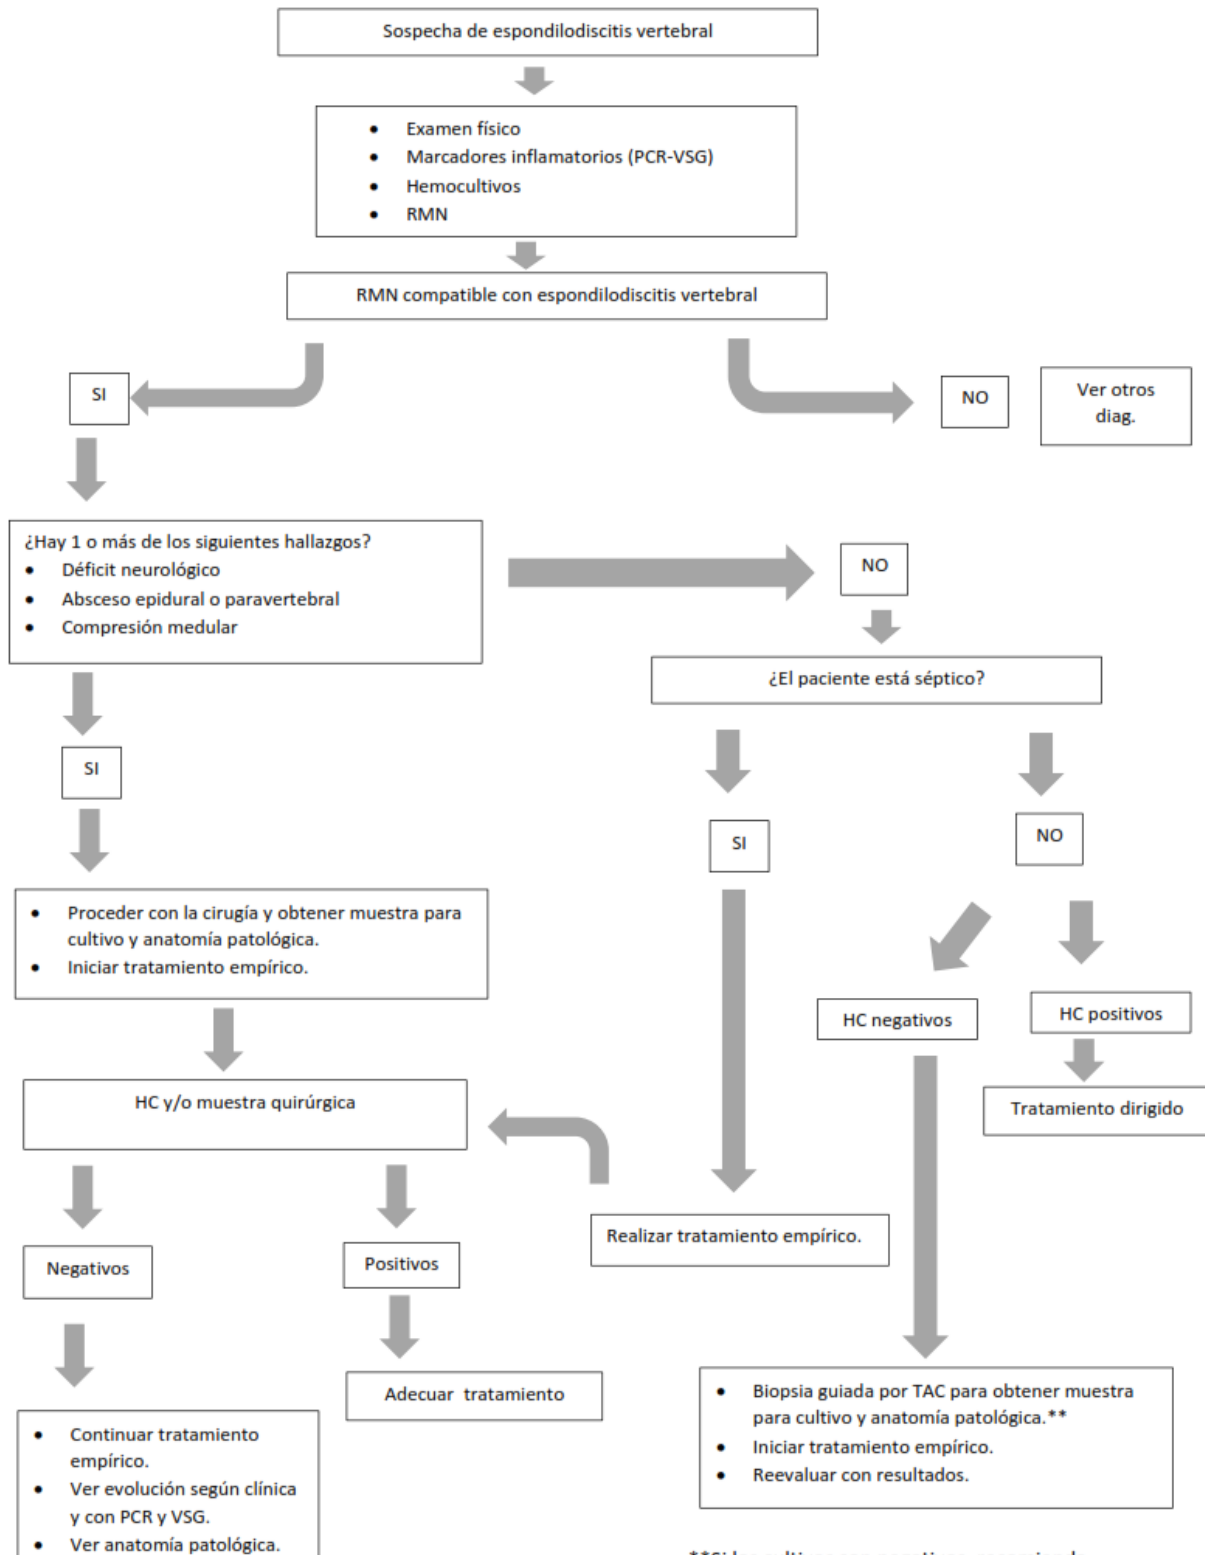 Sospecha de espondilodiscitis vertebral
• Examen físico
• Marcadores inflamatorios (PCR-VSG)
• Hemocultivos
• RMN
RMN compatible con espondilodiscitis vertebral
SI
NO
Ver otros
diag.
¿Hay 1 o más de los siguientes hallazgos?
• Déficit neurológico
• Absceso epidural o paravertebral
• Compresión medular
NO
¿El paciente está séptico?
SI
SI
NO
• Proceder con la cirugía y obtener muestra para
cultivo y anatomía patológica.
• Iniciar tratamiento empírico.
HC negativos
HC positivos
Tratamiento dirigido
HC y/o muestra quirúrgica
Realizar tratamiento empírico.
Negativos
Positivos
Adecuar tratamiento
• Biopsia guiada por TAC para obtener muestra
para cultivo y anatomía patológica.**
• Iniciar tratamiento empírico.
• Reevaluar con resultados.
• Continuar tratamiento
empírico.
• Ver evolución según clínica
y con PCR y VSG.
• Ver anatomía patológica.